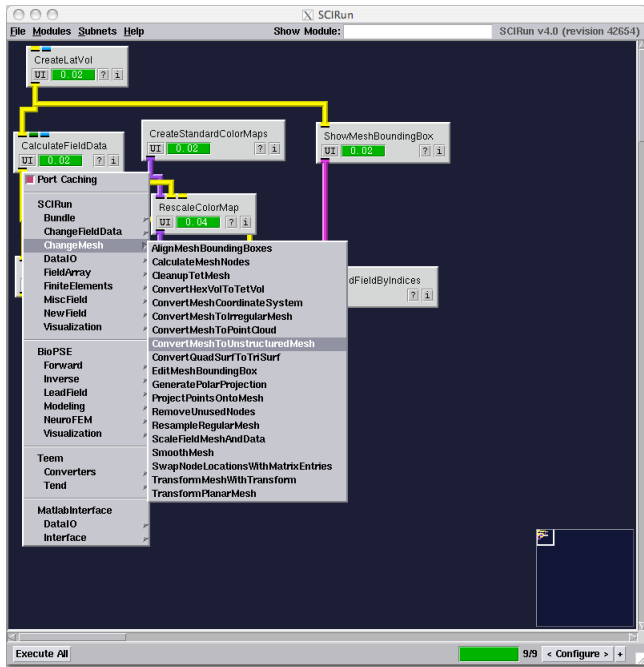 SCIRun
File Modules Subnets Help Show Module: SCIRun v4.0 (revision 42654)
CreateLatVol
UI 0.02 ? i
CalculateFieldData
UI 0.02 ? i
CreateStandardColorMaps
UI 0.02 ? i
ShowMeshBoundingBox
UI 0.02 ? i
RescaleColorMap
UI 0.04 ? i
dFieldByIndices
? i
Port Caching
SCIRun
Bundle
ChangeFieldData
ChangeMesh
DataIO
FieldArray
FiniteElements
MiscField
NewField
Visualization
BioPSE
Forward
Inverse
LeadField
Modeling
NeuroFEM
Visualization
Teem
Converters
Tend
MatlabInterface
DataIO
Interface
AlignMeshBoundingBoxes
CalculateMeshNodes
CleanupTetMesh
ConvertHexVolToTetVol
ConvertMeshCoordinateSystem
ConvertMeshToIrregularMesh
ConvertMeshToPointCloud
ConvertMeshToUnstructuredMesh
ConvertQuadSurfToTriSurf
EditMeshBoundingBox
GeneratePolarProjection
ProjectPointsOntoMesh
RemoveUnusedNodes
ResampleRegularMesh
ScaleFieldMeshAndData
SmoothMesh
SwapNodeLocationsWithMatrixEntries
TransformMeshWithTransform
TransformPlanarMesh
Execute All 9/9 < Configure > +